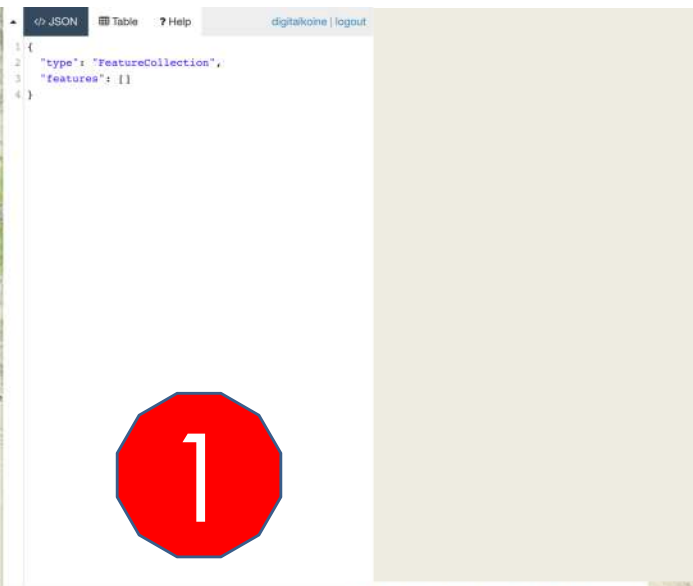 </> JSON Table ? Help digitalkoine | logout
1 {
2 "type": "FeatureCollection",
3 "features": []
4 }
1